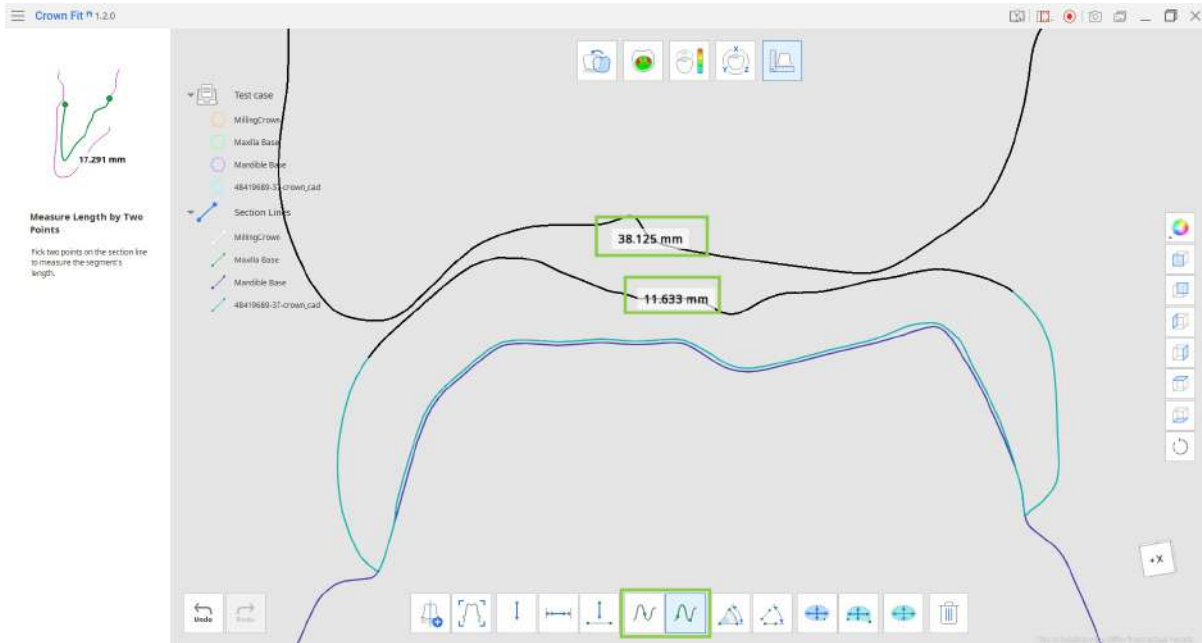 Crown Fit 1.2.0
17.291 mm
Measure Length by Two
Points
Pick two points on the section line
to measure the segment's
length.
Test case
MillingCrown
Maxilla Base
Mandible Base
48419689-37-crown_cad
Section Lines
MillingCrown
Maxilla Base
Mandible Base
48419689-37-crown_cad
38.125 mm
11.633 mm
+X
X
Y
Z
Undo
Redo